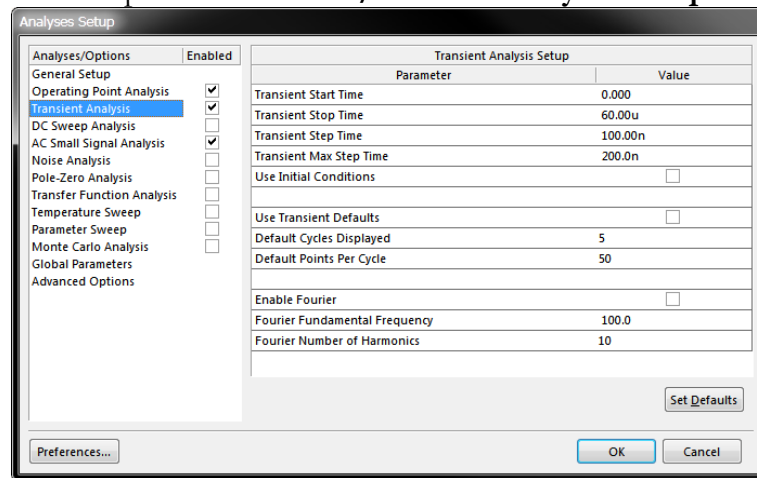 Analyses Setup
Analyses/Options Enabled
General Setup
Operating Point Analysis
Transient Analysis
DC Sweep Analysis
AC Small Signal Analysis
Noise Analysis
Pole-Zero Analysis
Transfer Function Analysis
Temperature Sweep
Parameter Sweep
Monte Carlo Analysis
Global Parameters
Advanced Options
Transient Analysis Setup
Parameter Value
Transient Start Time 0.000
Transient Stop Time 60.00u
Transient Step Time 100.00n
Transient Max Step Time 200.0n
Use Initial Conditions
Use Transient Defaults
Default Cycles Displayed 5
Default Points Per Cycle 50
Enable Fourier
Fourier Fundamental Frequency 100.0
Fourier Number of Harmonics 10
Set Defaults
Preferences... OK Cancel